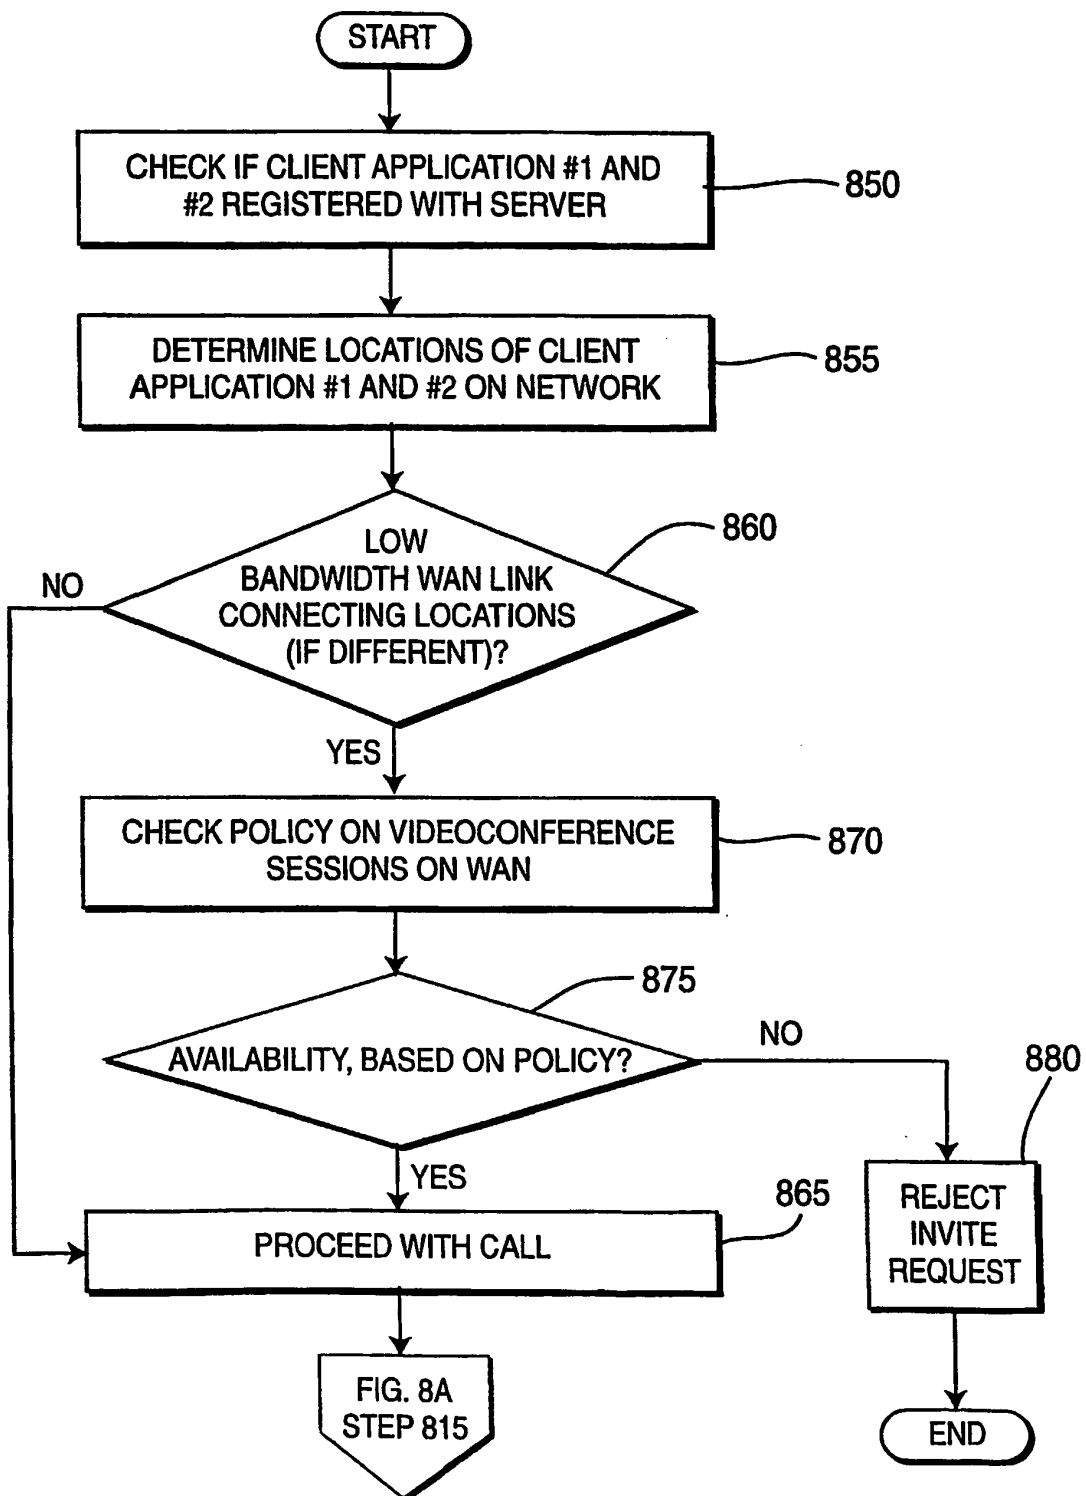 START
CHECK IF CLIENT APPLICATION #1 AND
#2 REGISTERED WITH SERVER
850
DETERMINE LOCATIONS OF CLIENT
APPLICATION #1 AND #2 ON NETWORK
855
LOW
BANDWIDTH WAN LINK
CONNECTING LOCATIONS
(IF DIFFERENT)?
860
NO
YES
CHECK POLICY ON VIDEOCONFERENCE
SESSIONS ON WAN
870
AVAILABILITY, BASED ON POLICY?
875
NO
YES
PROCEED WITH CALL
865
REJECT
INVITE
REQUEST
880
FIG. 8A
STEP 815
END